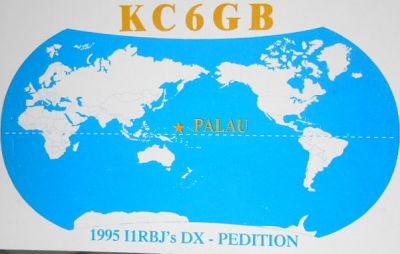 KC6GB
PALAU
1995 I1RBJ's DX - PEDITION